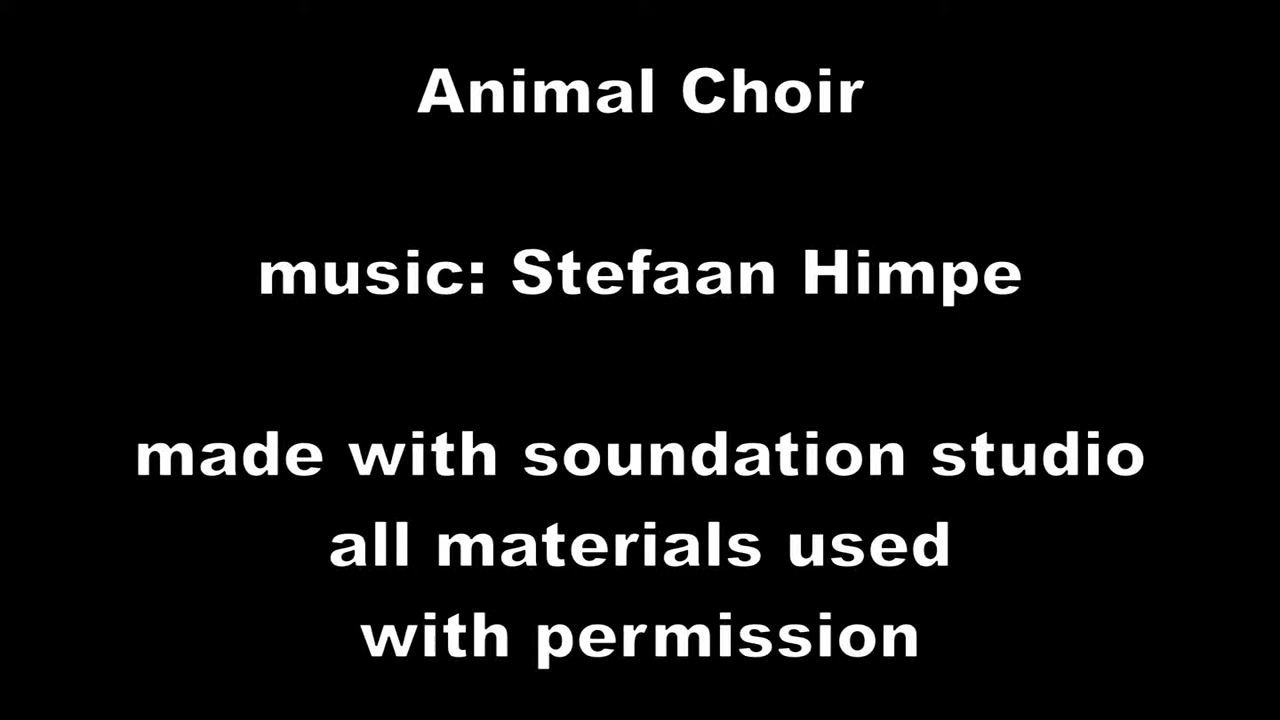 Animal Choir
music: Stefaan Himpe
made with soundation studio
all materials used
with permission